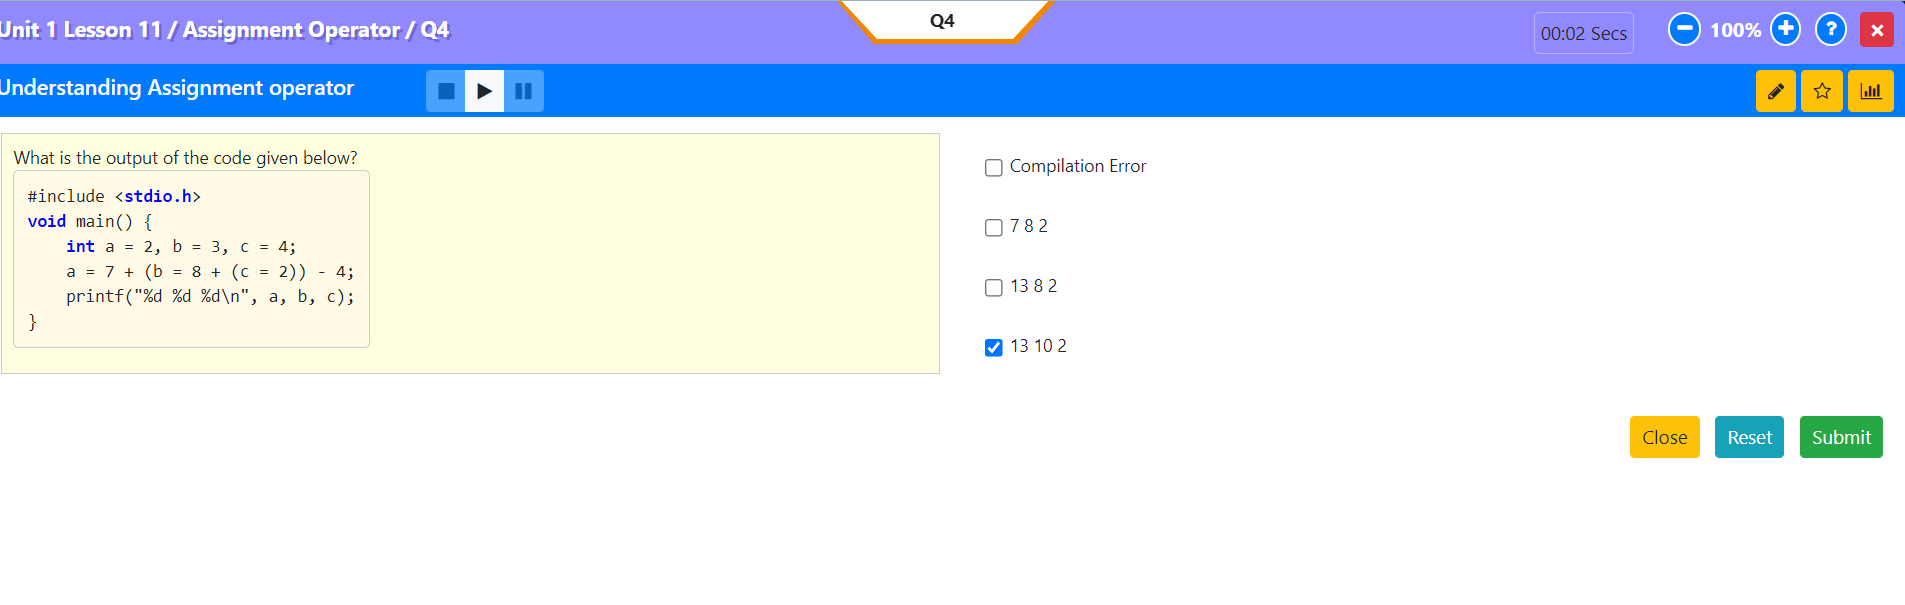 Unit 1 Lesson 11 / Assignment Operator / Q4
Q4
00:02 Secs
100%
?
Understanding Assignment operator
What is the output of the code given below?
#include <stdio.h>
void main() {
    int a = 2, b = 3, c = 4;
    a = 7 + (b = 8 + (c = 2)) - 4;
    printf("%d %d %d\n", a, b, c);
}
Compilation Error
7 8 2
13 8 2
13 10 2
Close
Reset
Submit